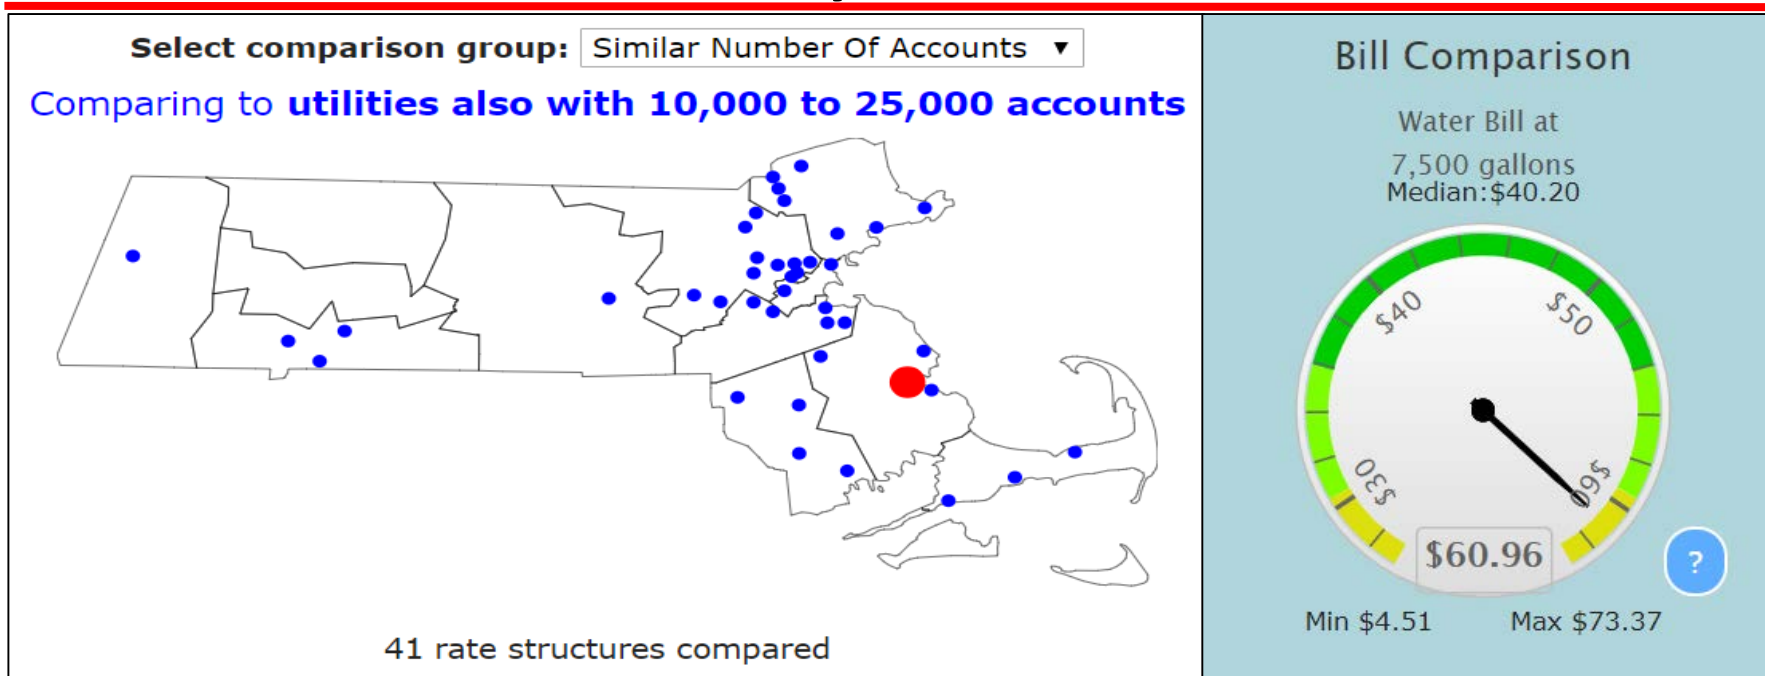 Select comparison group: Similar Number Of Accounts ▼
Comparing to utilities also with 10,000 to 25,000 accounts
41 rate structures compared
Bill Comparison
Water Bill at
7,500 gallons
Median:$40.20
$40
$50
$30
$60
$60.96
?
Min $4.51 Max $73.37